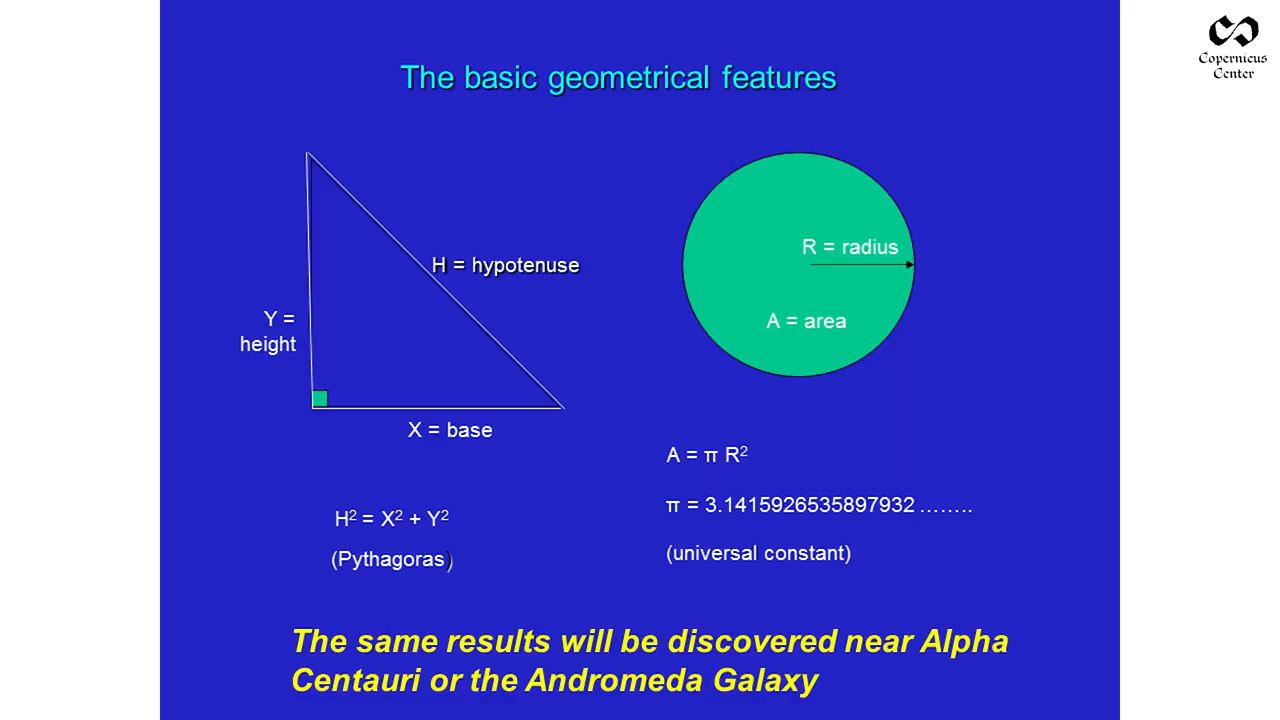 The basic geometrical features
Copernicus
Center
H = hypotenuse
Y =
height
X = base
H² = X² + Y²
(Pythagoras)
R = radius
A = area
A = π R²
π = 3.1415926535897932 ........
(universal constant)
The same results will be discovered near Alpha
Centauri or the Andromeda Galaxy